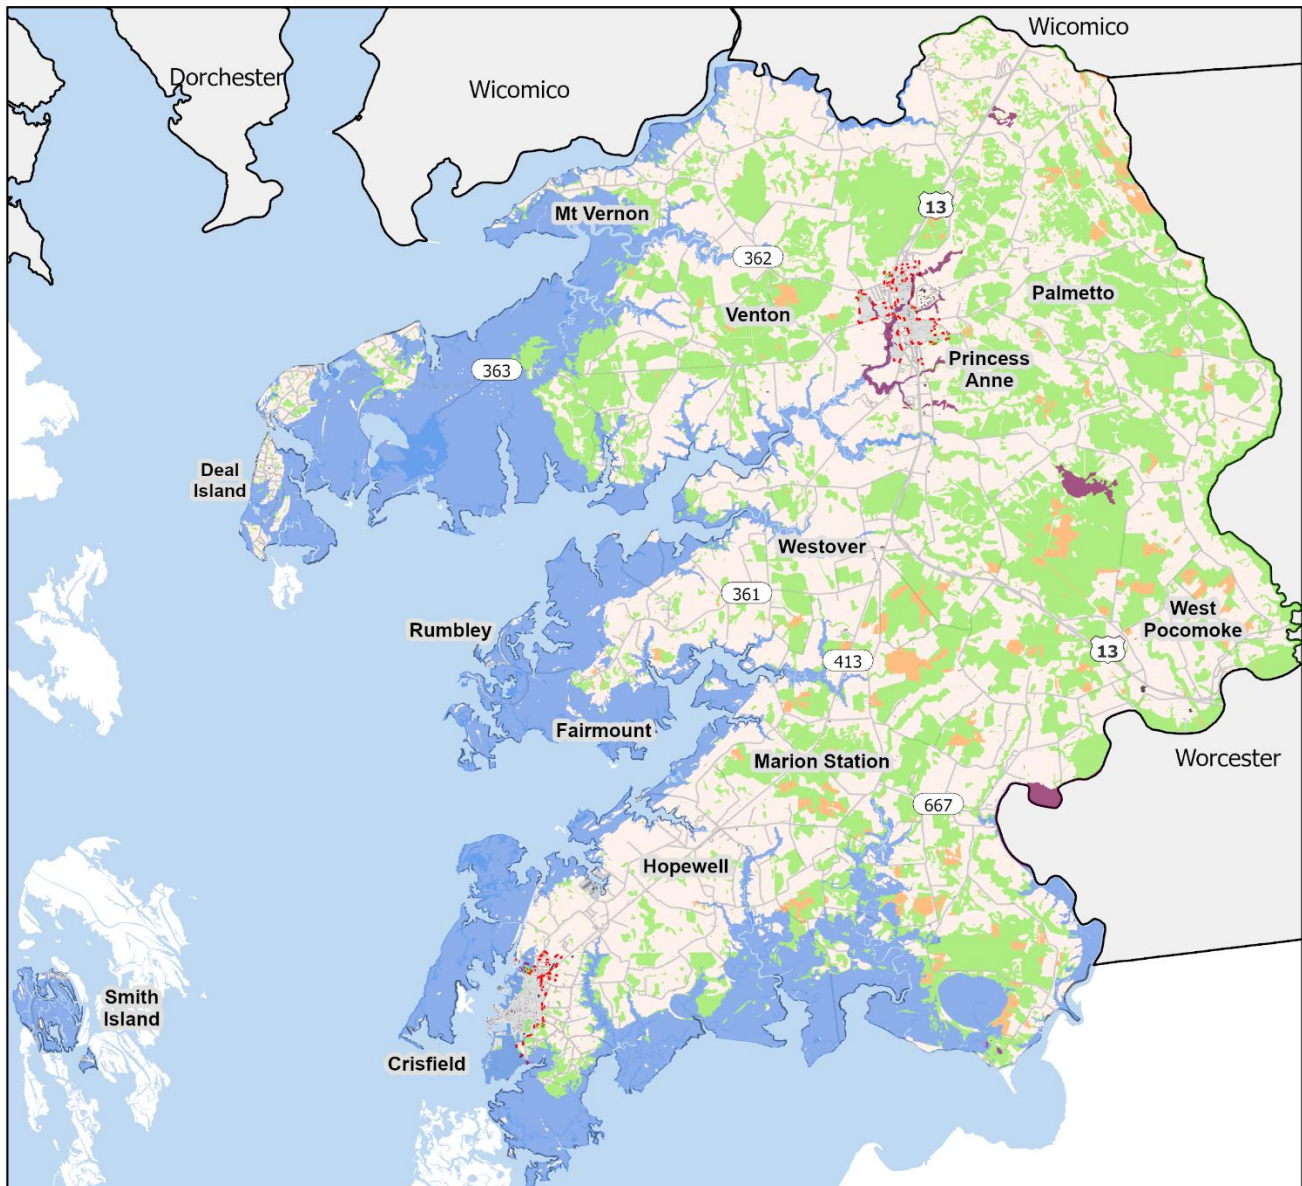 Wicomico
Dorchester
Wicomico
Mt Vernon
13
362
Palmetto
Venton
Princess
Anne
363
Deal
Island
Westover
361
West
Pocomoke
Rumbley
13
413
Fairmount
Marion Station
Worcester
667
Hopewell
Smith
Island
Crisfield